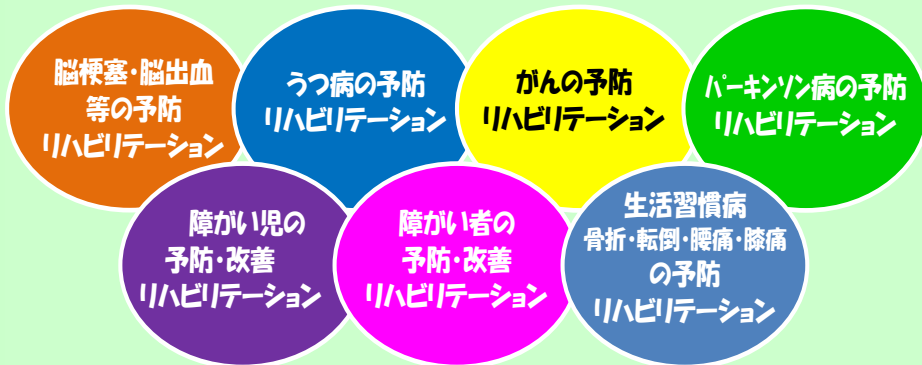 脳梗塞・脳出血
等の予防
リハビリテーション
うつ病の予防
リハビリテーション
がんの予防
リハビリテーション
パーキンソン病の予防
リハビリテーション
障がい児の
予防・改善
リハビリテーション
障がい者の
予防・改善
リハビリテーション
生活習慣病
骨折・転倒・腰痛・膝痛
の予防
リハビリテーション